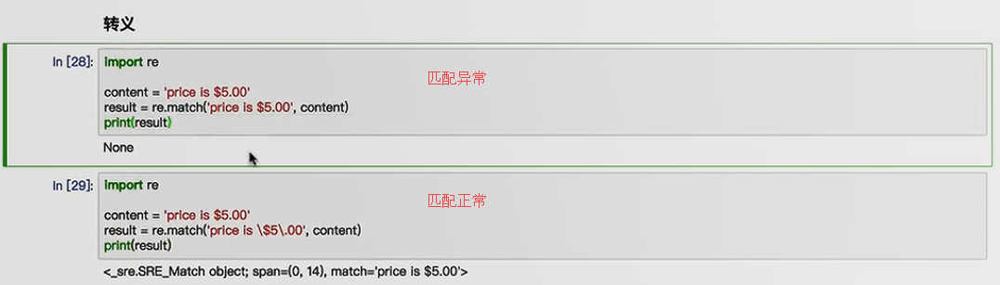 转义
In [28]:
import re
匹配异常
content = 'price is $5.00'
result = re.match('price is $5.00', content)
print(result)
None
In [29]:
import re
匹配正常
content = 'price is $5.00'
result = re.match('price is \$5\.00', content)
print(result)
<_sre.SRE_Match object; span=(0, 14), match='price is $5.00'>